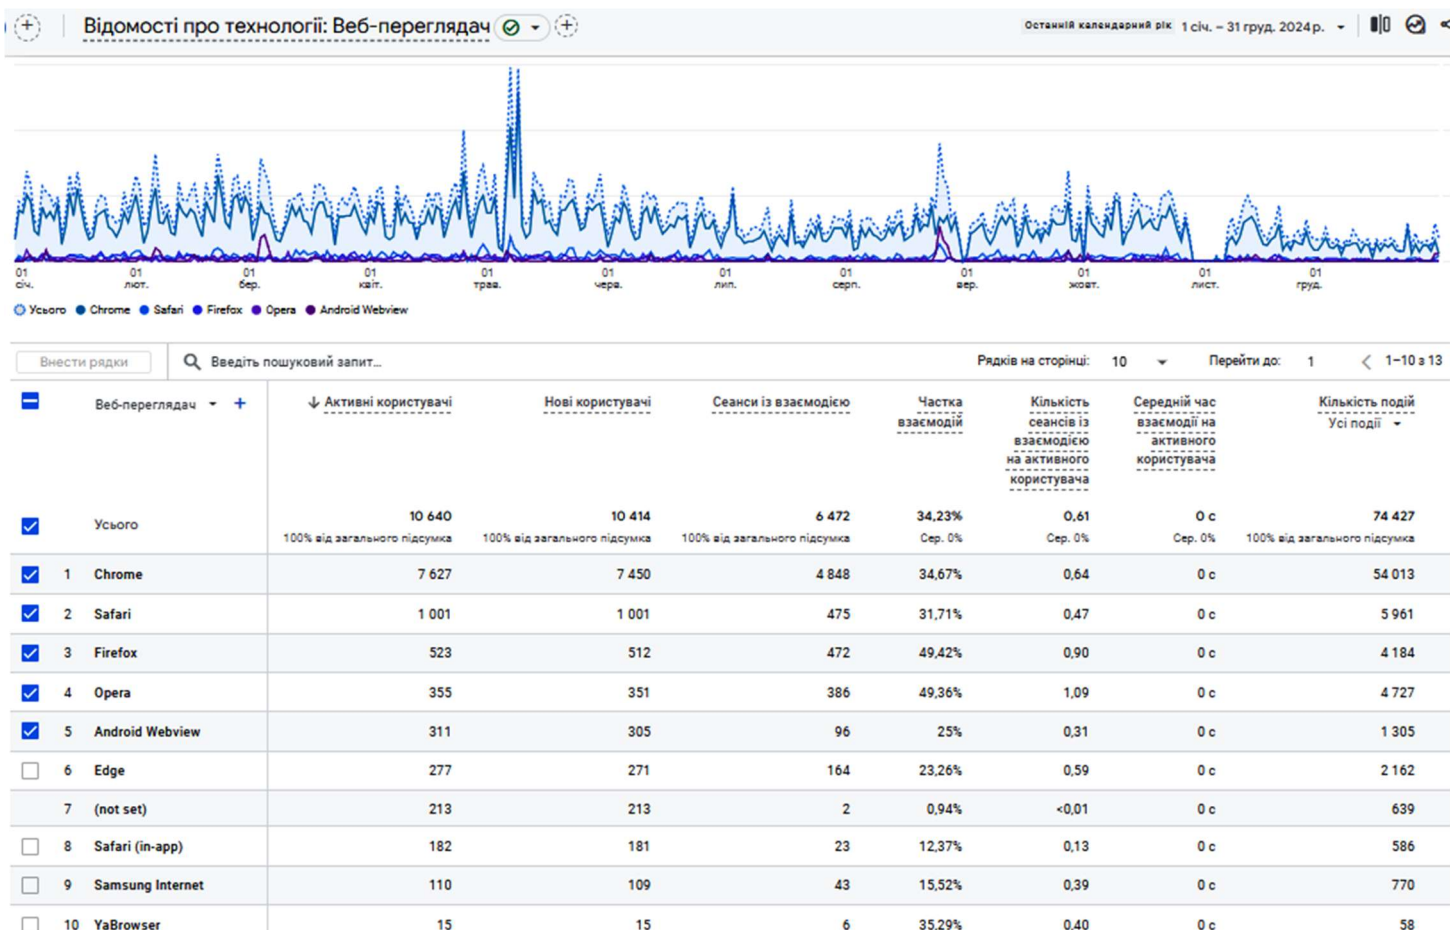 Відомості про технології: Веб-переглядач
Останній календарний рік 1 січ. – 31 груд. 2024 р.
01 01 01 01 01 01 01 01 01 01 01 01
січ. лют. бер. квіт. трав. черв. лип. серп. вер. жовт. лист. груд.
Усього Chrome Safari Firefox Opera Android Webview
Внести рядки Введіть пошуковий запит... Рядків на сторінці: 10 Перейти до: 1 1–10 з 13
Веб-переглядач + ↓ Активні користувачі Нові користувачі Сеанси із взаємодією Частка Кількість Середній час Кількість подій
взаємодій сеансів із взаємодії на Усі події
взаємодією активного
на активного користувача
користувача
Усього 10 640 10 414 6 472 34,23% 0,61 0 с 74 427
100% від загального підсумка 100% від загального підсумка 100% від загального підсумка Сер. 0% Сер. 0% Сер. 0% 100% від загального підсумка
1 Chrome 7 627 7 450 4 848 34,67% 0,64 0 с 54 013
2 Safari 1 001 1 001 475 31,71% 0,47 0 с 5 961
3 Firefox 523 512 472 49,42% 0,90 0 с 4 184
4 Opera 355 351 386 49,36% 1,09 0 с 4 727
5 Android Webview 311 305 96 25% 0,31 0 с 1 305
6 Edge 277 271 164 23,26% 0,59 0 с 2 162
7 (not set) 213 213 2 0,94% <0,01 0 с 639
8 Safari (in-app) 182 181 23 12,37% 0,13 0 с 586
9 Samsung Internet 110 109 43 15,52% 0,39 0 с 770
10 YaBrowser 15 15 6 35,29% 0,40 0 с 58